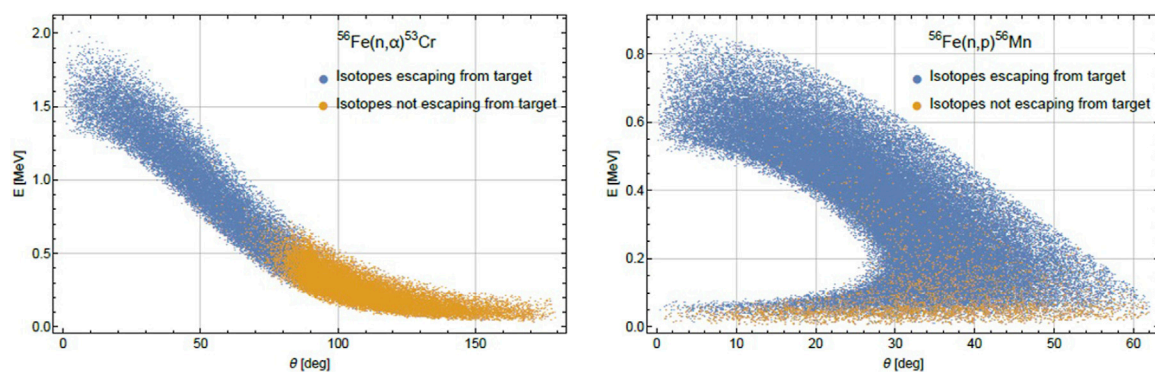 ⁵⁶Fe(n,α)⁵³Cr
Isotopes escaping from target
Isotopes not escaping from target
E [MeV]
2.0
1.5
1.0
0.5
0.0
0
50
100
150
θ [deg]
⁵⁶Fe(n,p)⁵⁶Mn
Isotopes escaping from target
Isotopes not escaping from target
E [MeV]
0.8
0.6
0.4
0.2
0.0
0
10
20
30
40
50
60
θ [deg]